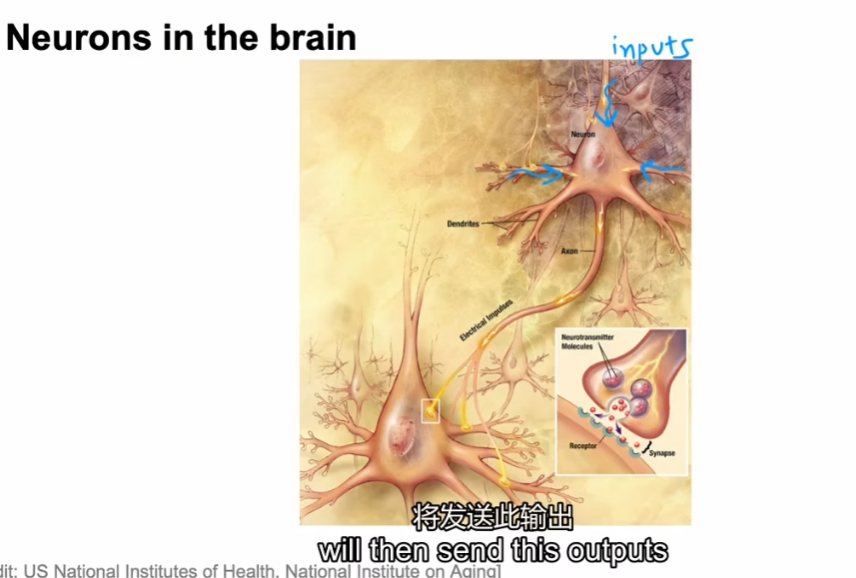 Neurons in the brain
inputs
Neuron
Dendrites
Axon
Electrical Impulses
Neurotransmitter
Molecules
Receptor
Synapse
将发送此输出
will then send this outputs
dit: US National Institutes of Health, National Institute on Aging]